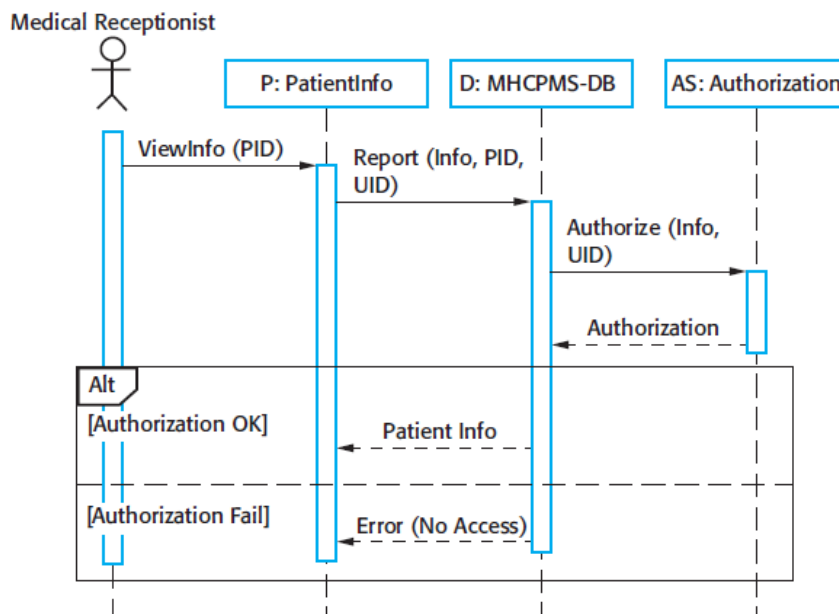 Medical Receptionist
P: PatientInfo
D: MHCPMS-DB
AS: Authorization
ViewInfo (PID)
Report (Info, PID,
UID)
Authorize (Info,
UID)
Authorization
Alt
[Authorization OK]
Patient Info
[Authorization Fail]
Error (No Access)